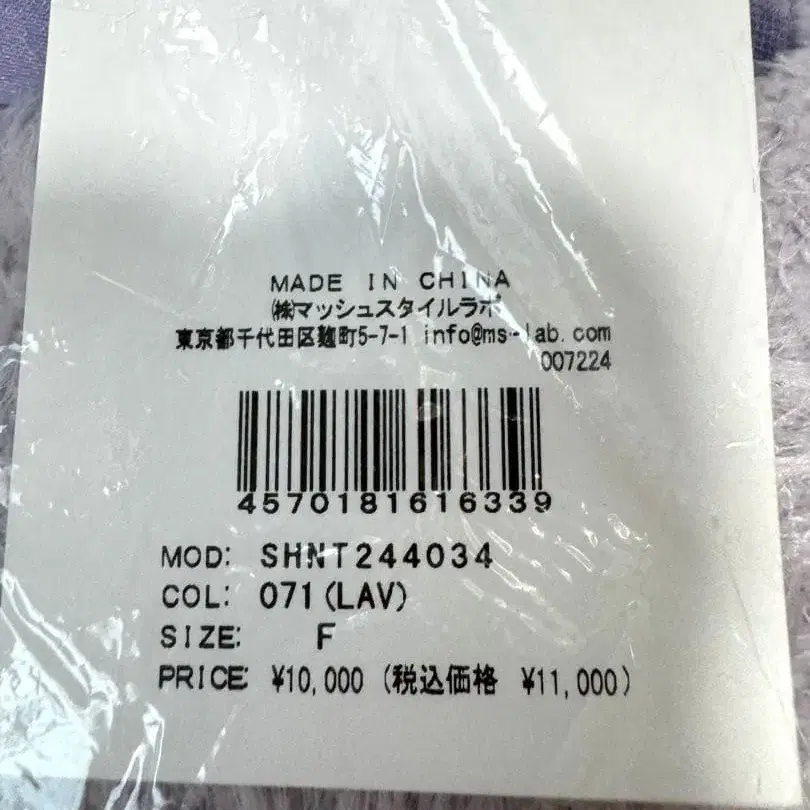 MADE IN CHINA
㈱マッシュスタイルラボ
東京都千代田区麹町5-7-1 info@ms-lab.com
007224
4570181616339
MOD: SHNT244034
COL: 071(LAV)
SIZE: F
PRICE: ¥10,000 (税込価格 ¥11,000)